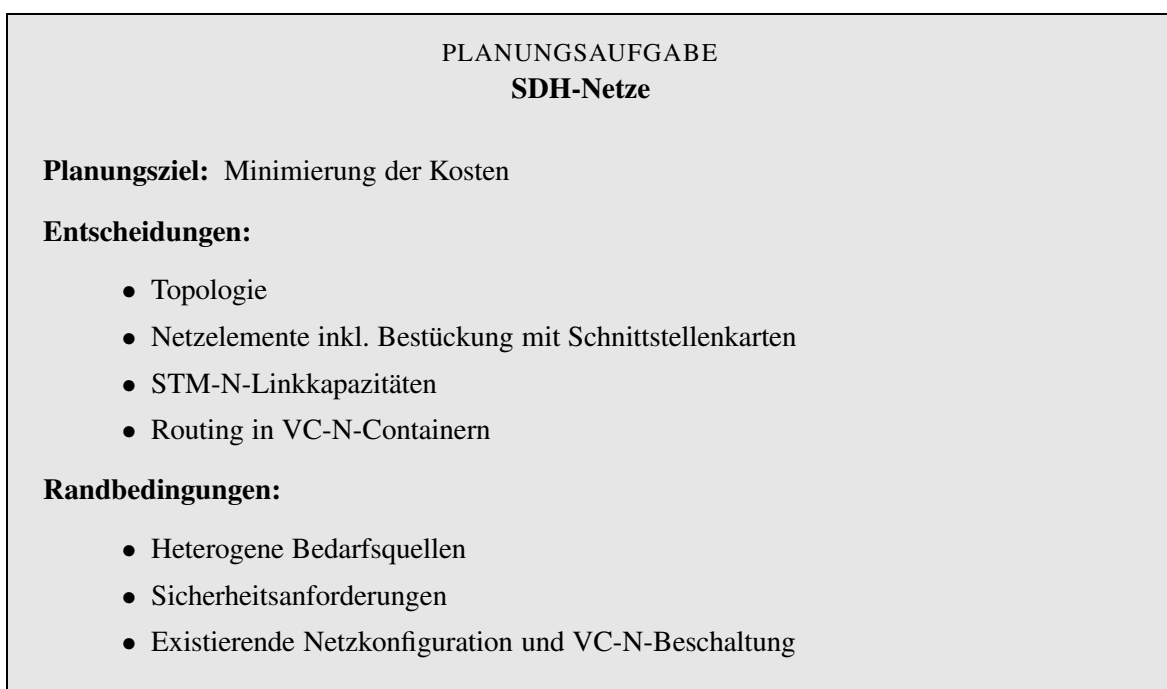 PLANUNGSAUFGABE
SDH-Netze
Planungsziel: Minimierung der Kosten
Entscheidungen:
• Topologie
• Netzelemente inkl. Bestückung mit Schnittstellenkarten
• STM-N-Linkkapazitäten
• Routing in VC-N-Containern
Randbedingungen:
• Heterogene Bedarfsquellen
• Sicherheitsanforderungen
• Existierende Netzkonfiguration und VC-N-Beschaltung